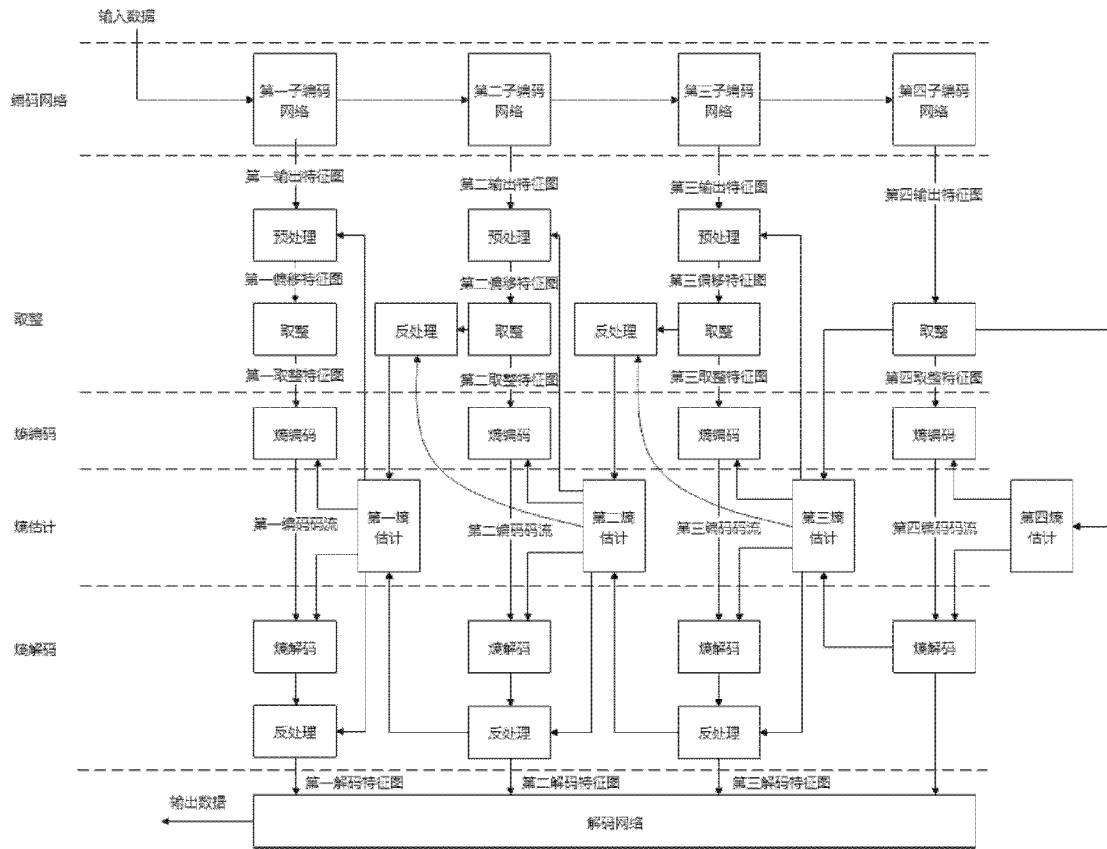 输入数据
编码网络
第一子编码
网络
第二子编码
网络
第三子编码
网络
第四子编码
网络
第一输出特征图
第二输出特征图
第三输出特征图
第四输出特征图
预处理
预处理
预处理
第一偏移特征图
第二偏移特征图
第三偏移特征图
取整
取整
反处理
取整
反处理
取整
取整
第一取整特征图
第二取整特征图
第三取整特征图
第四取整特征图
熵编码
熵编码
熵编码
熵编码
熵编码
熵估计
第一编码码流
第一熵
估计
第二编码码流
第二熵
估计
第三编码码流
第三熵
估计
第四编码码流
第四熵
估计
熵解码
熵解码
熵解码
熵解码
熵解码
反处理
反处理
反处理
第一解码特征图
第二解码特征图
第三解码特征图
输出数据
解码网络